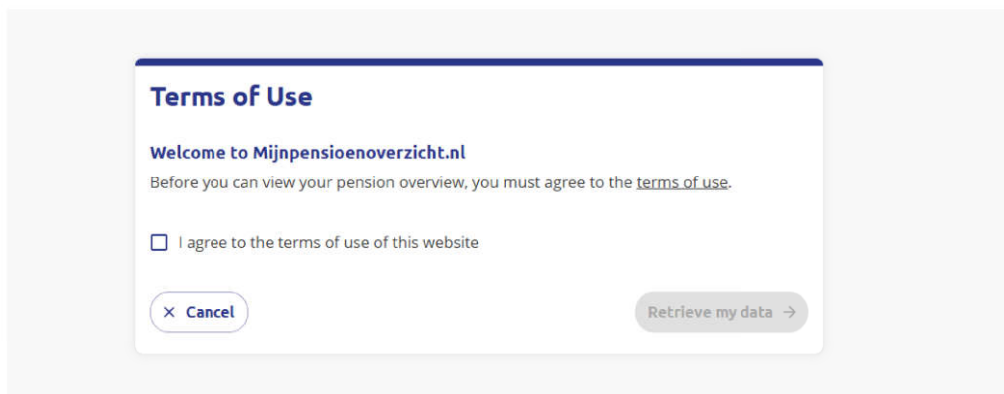 Terms of Use
Welcome to Mijnpensioenoverzicht.nl
Before you can view your pension overview, you must agree to the terms of use.
I agree to the terms of use of this website
Cancel
Retrieve my data